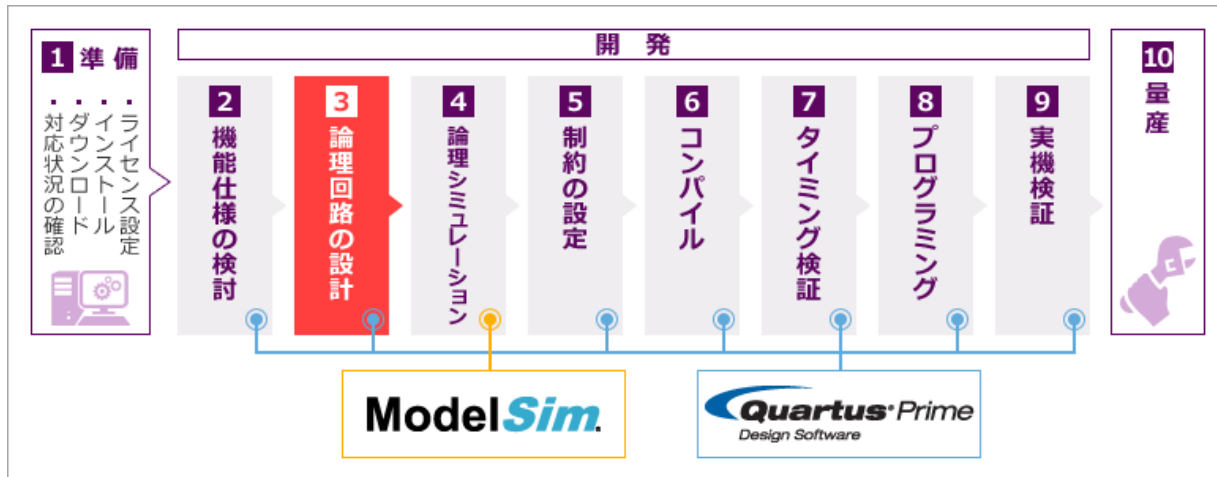 1 準備
・ライセンス設定
・インストール
・ダウンロード
・対応状況の確認
開発
2 機能仕様の検討
3 論理回路の設計
4 論理シミュレーション
5 制約の設定
6 コンパイル
7 タイミング検証
8 プログラミング
9 実機検証
10 量産
ModelSim.
Quartus® Prime
Design Software